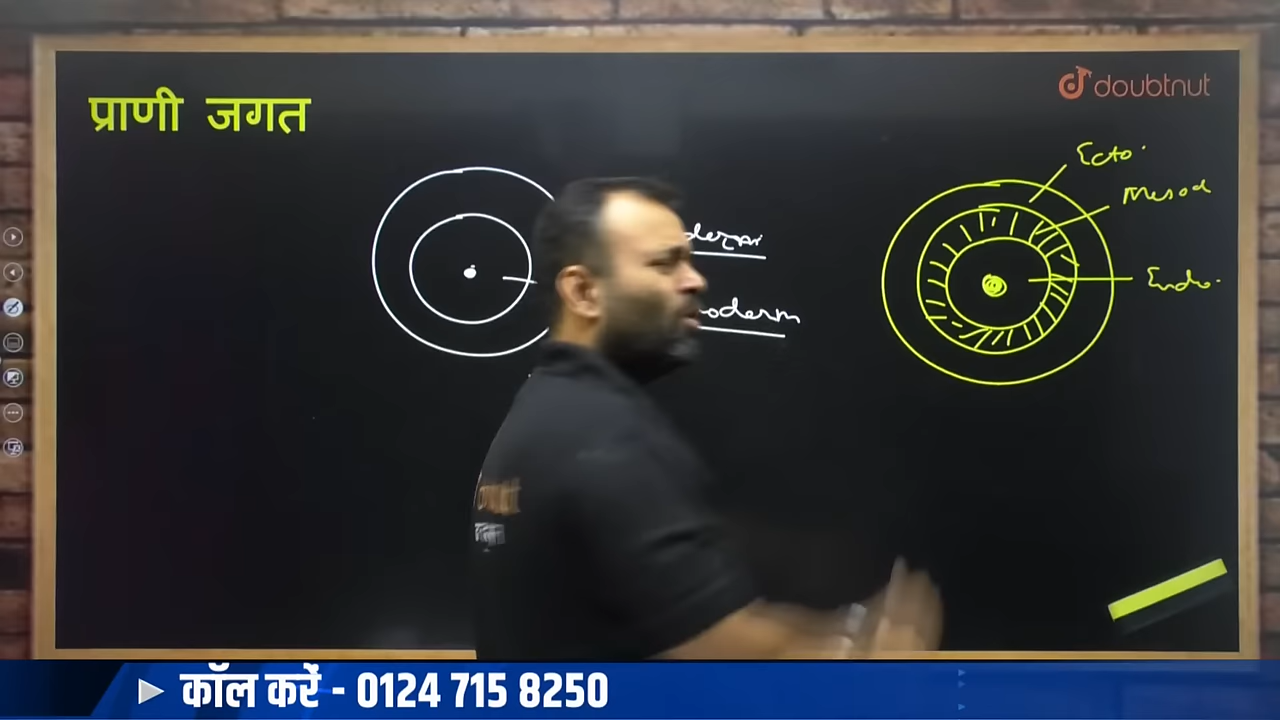 प्राणी जगत
doubtnut
Ecto.
Mesod
Endo.
कॉल करें - 0124 715 8250